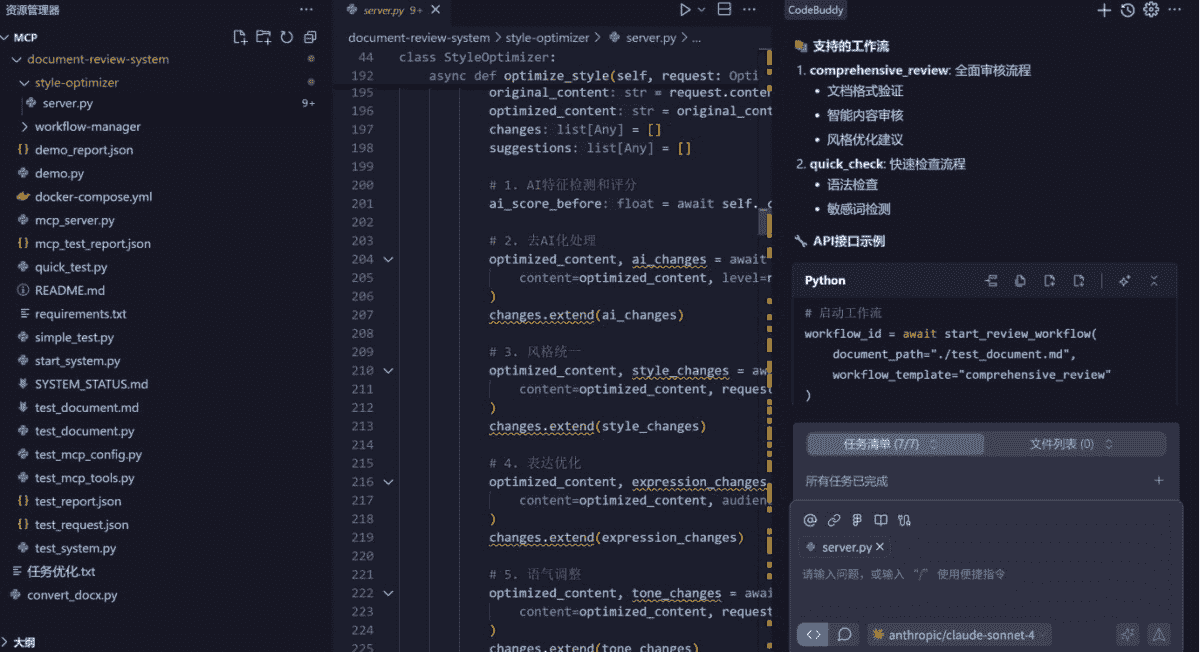 资源管理器
MCP
document-review-system
style-optimizer
server.py 9+
workflow-manager
demo_report.json
demo.py
docker-compose.yml
mcp_server.py
mcp_test_report.json
quick_test.py
README.md
requirements.txt
simple_test.py
start_system.py
SYSTEM_STATUS.md
test_document.md
test_document.py
test_mcp_config.py
test_mcp_tools.py
test_report.json
test_request.json
test_system.py
任务优化.txt
convert_docx.py
大纲
server.py 9+
document-review-system > style-optimizer > server.py > ...
44 class StyleOptimizer:
192 async def optimize_style(self, request: Opti
195 original_content: str = request.conten
196 optimized_content: str = original_cont
197 changes: list[Any] = []
198 suggestions: list[Any] = []
199
200 # 1. AI特征检测和评分
201 ai_score_before: float = await self._d
202
203 # 2. 去AI化处理
204 optimized_content, ai_changes = await
205 content=optimized_content, level=r
206 )
207 changes.extend(ai_changes)
208
209 # 3. 风格统一
210 optimized_content, style_changes = aw
211 content=optimized_content, reques
212 )
213 changes.extend(style_changes)
214
215 # 4. 表达优化
216 optimized_content, expression_changes
217 content=optimized_content, audien
218 )
219 changes.extend(expression_changes)
220
221 # 5. 语气调整
222 optimized_content, tone_changes = awai
223 content=optimized_content, request
224 )
225 changes.extend(tone_changes)
CodeBuddy
支持的工作流
1. comprehensive_review: 全面审核流程
• 文档格式验证
• 智能内容审核
• 风格优化建议
2. quick_check: 快速检查流程
• 语法检查
• 敏感词检测
API接口示例
Python
# 启动工作流
workflow_id = await start_review_workflow(
document_path="./test_document.md",
workflow_template="comprehensive_review"
)
任务清单 (7/7)
文件列表 (0)
所有任务已完成
server.py
请输入问题，或输入 “/” 使用便捷指令
anthropic/claude-sonnet-4